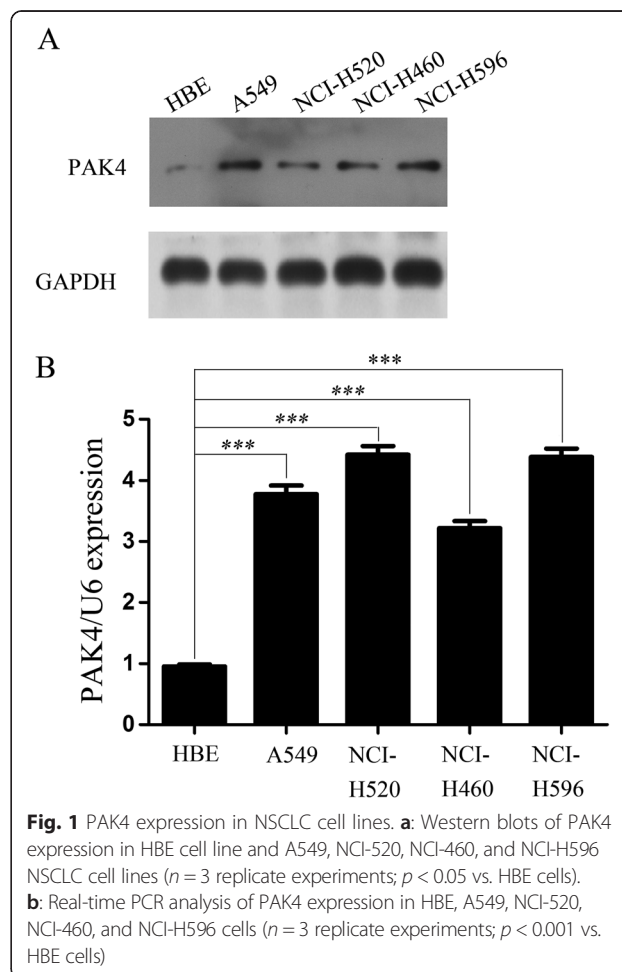 A
HBE A549 NCI-H520 NCI-H460 NCI-H596
PAK4
GAPDH
B
***
***
***
***
PAK4/U6 expression
5
4
3
2
1
0
HBE A549 NCI-H520 NCI-H460 NCI-H596
Fig. 1 PAK4 expression in NSCLC cell lines. a: Western blots of PAK4
expression in HBE cell line and A549, NCI-520, NCI-460, and NCI-H596
NSCLC cell lines (n = 3 replicate experiments; p < 0.05 vs. HBE cells).
b: Real-time PCR analysis of PAK4 expression in HBE, A549, NCI-520,
NCI-460, and NCI-H596 cells (n = 3 replicate experiments; p < 0.001 vs.
HBE cells)